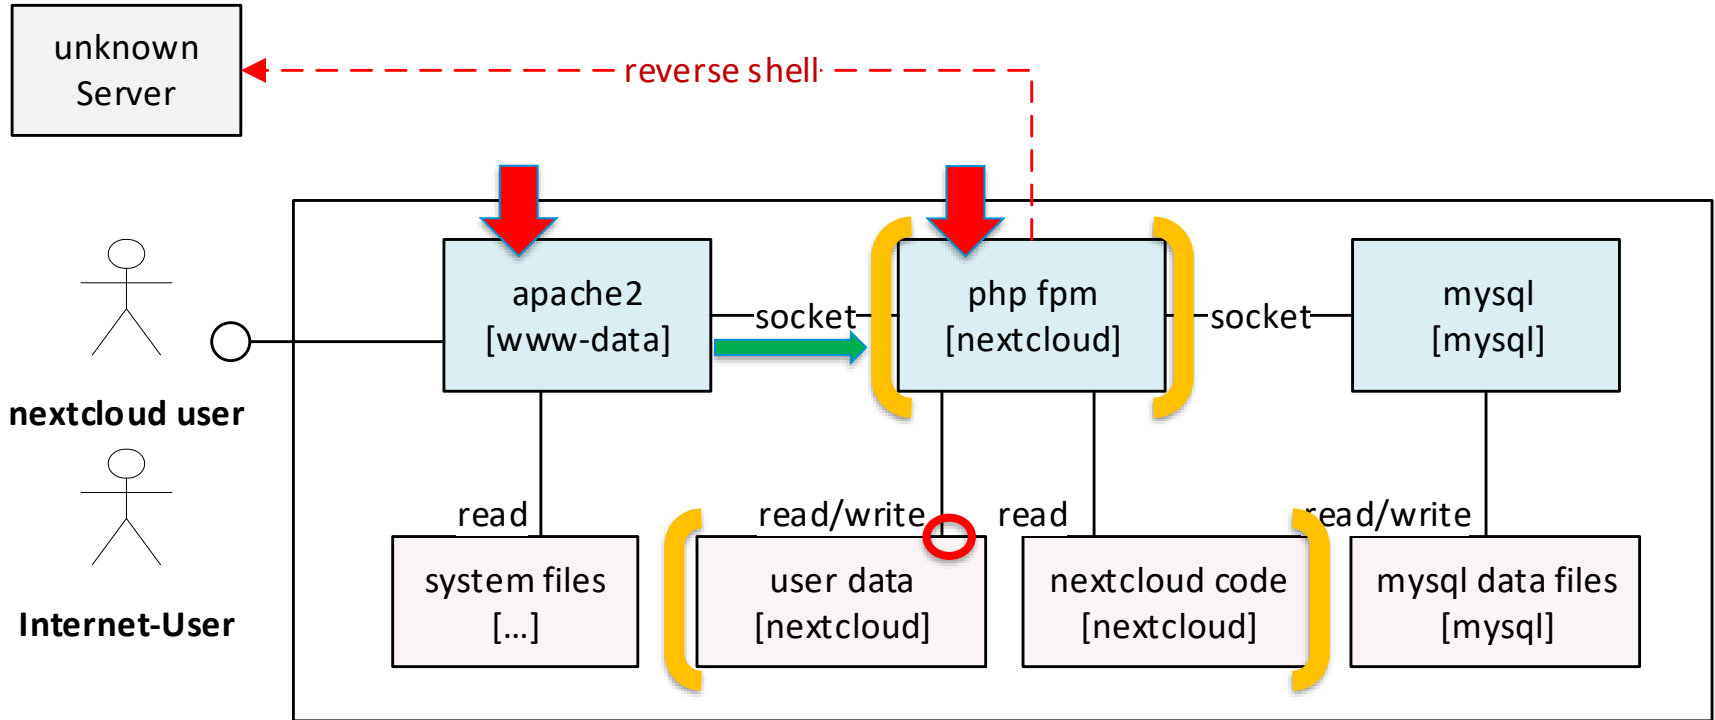 unknown
Server
reverse shell
apache2
[www-data]
socket
php fpm
[nextcloud]
socket
mysql
[mysql]
nextcloud user
Internet-User
read
read/write
read
read/write
system files
[...]
user data
[nextcloud]
nextcloud code
[nextcloud]
mysql data files
[mysql]